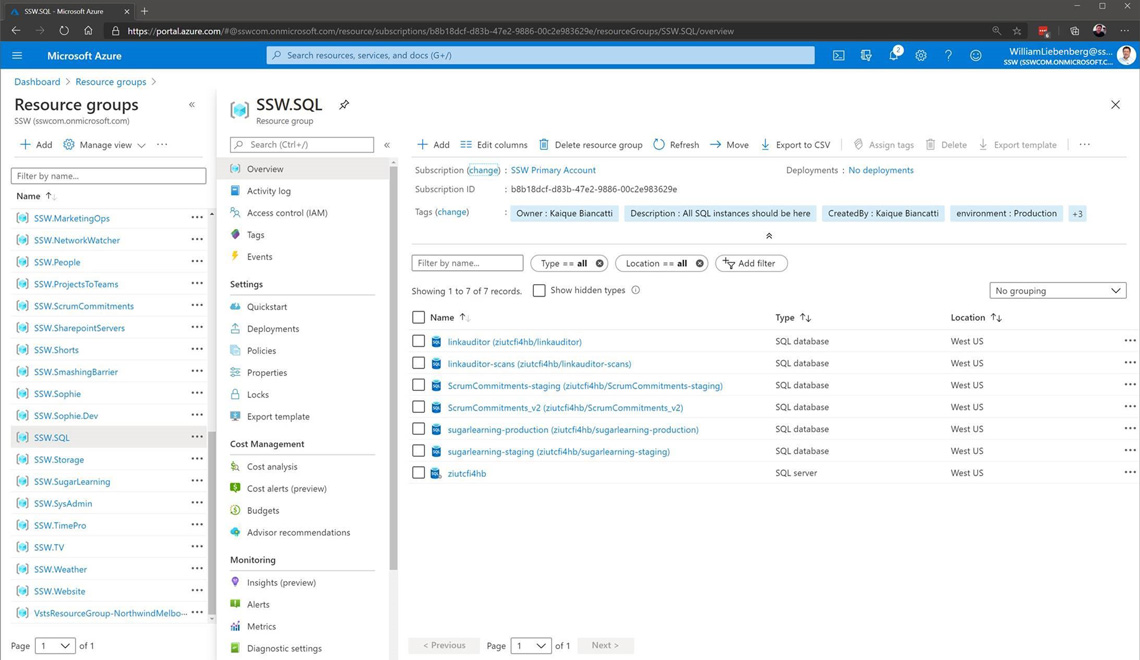 SSW.SQL - Microsoft Azure
https://portal.azure.com/#@sswcom.onmicrosoft.com/resource/subscriptions/b8b18dcf-d83b-47e2-9886-00c2e983629e/resourceGroups/SSW.SQL/overview
Microsoft Azure
Search resources, services, and docs (G+/)
2
WilliamLiebenberg@ss...
SSW (SSWCOM.ONMICROSOFT.C...
Dashboard > Resource groups >
Resource groups
SSW (sswcom.onmicrosoft.com)
Add Manage view ...
Filter by name...
Name
SSW.MarketingOps
SSW.NetworkWatcher
SSW.People
SSW.ProjectsToTeams
SSW.ScrumCommitments
SSW.SharepointServers
SSW.Shorts
SSW.SmashingBarrier
SSW.Sophie
SSW.Sophie.Dev
SSW.SQL
SSW.Storage
SSW.SugarLearning
SSW.SysAdmin
SSW.TimePro
SSW.TV
SSW.Weather
SSW.Website
VstsResourceGroup-NorthwindMelbo...
Page 1 of 1
SSW.SQL
Resource group
Search (Ctrl+/)
Overview
Activity log
Access control (IAM)
Tags
Events
Settings
Quickstart
Deployments
Policies
Properties
Locks
Export template
Cost Management
Cost analysis
Cost alerts (preview)
Budgets
Advisor recommendations
Monitoring
Insights (preview)
Alerts
Metrics
Diagnostic settings
Add Edit columns Delete resource group Refresh Move Export to CSV Assign tags Delete Export template ...
Subscription (change) : SSW Primary Account Deployments : No deployments
Subscription ID : b8b18dcf-d83b-47e2-9886-00c2e983629e
Tags (change) : Owner : Kaique Biancatti Description : All SQL instances should be here CreatedBy : Kaique Biancatti environment : Production +3
Filter by name... Type == all Location == all Add filter
Showing 1 to 7 of 7 records. Show hidden types No grouping
Name Type Location
linkauditor (ziutcfi4hb/linkauditor) SQL database West US
linkauditor-scans (ziutcfi4hb/linkauditor-scans) SQL database West US
ScrumCommitments-staging (ziutcfi4hb/ScrumCommitments-staging) SQL database West US
ScrumCommitments_v2 (ziutcfi4hb/ScrumCommitments_v2) SQL database West US
sugarlearning-production (ziutcfi4hb/sugarlearning-production) SQL database West US
sugarlearning-staging (ziutcfi4hb/sugarlearning-staging) SQL database West US
ziutcfi4hb SQL server West US
< Previous Page 1 of 1 Next >